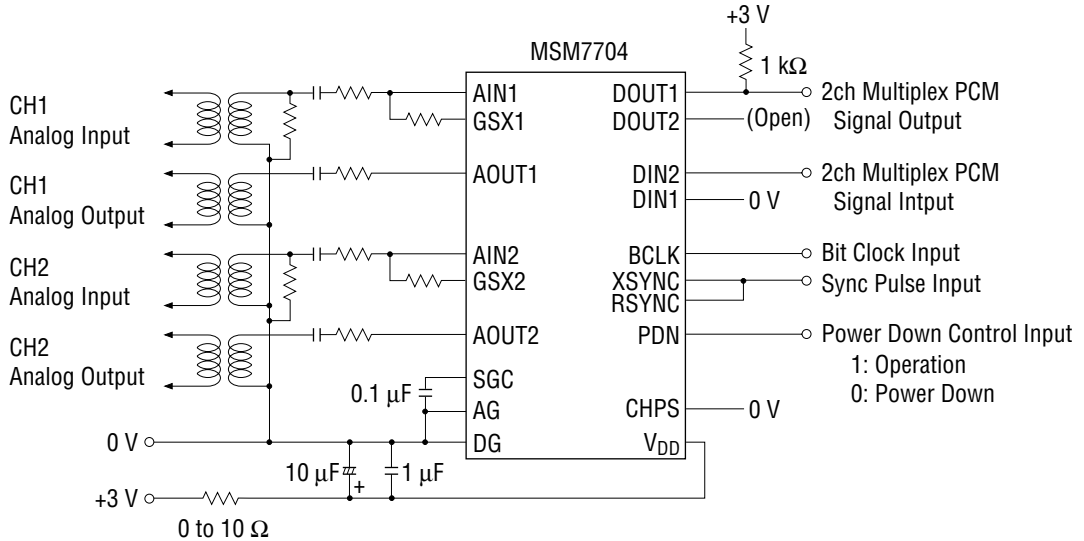 +3 V
MSM7704
1 kΩ
CH1
Analog Input
AIN1
GSX1
DOUT1
DOUT2
(Open)
2ch Multiplex PCM
Signal Output
CH1
Analog Output
AOUT1
DIN2
DIN1
0 V
2ch Multiplex PCM
Signal Intput
CH2
Analog Input
AIN2
GSX2
BCLK
XSYNC
RSYNC
Bit Clock Input
Sync Pulse Input
CH2
Analog Output
AOUT2
PDN
Power Down Control Input
1: Operation
0: Power Down
0.1 μF
SGC
AG
CHPS
0 V
0 V
DG
VDD
10 μF
+
1 μF
+3 V
0 to 10 Ω